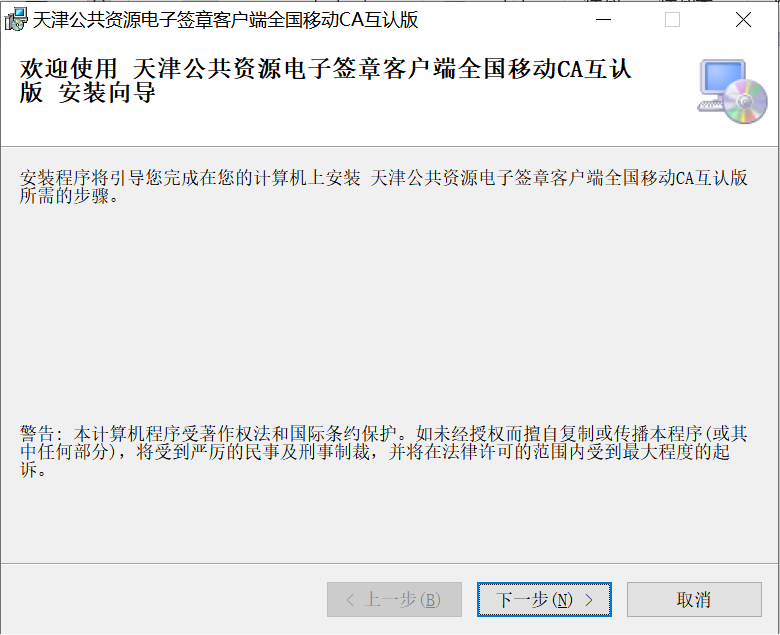 天津公共资源电子签章客户端全国移动CA互认版
欢迎使用 天津公共资源电子签章客户端全国移动CA互认
版 安装向导
安装程序将引导您完成在您的计算机上安装 天津公共资源电子签章客户端全国移动CA互认版
所需的步骤。
警告: 本计算机程序受著作权法和国际条约保护。如未经授权而擅自复制或传播本程序(或其
中任何部分)，将受到严厉的民事及刑事制裁，并将在法律许可的范围内受到最大程度的起
诉。
< 上一步(B)
下一步(N) >
取消